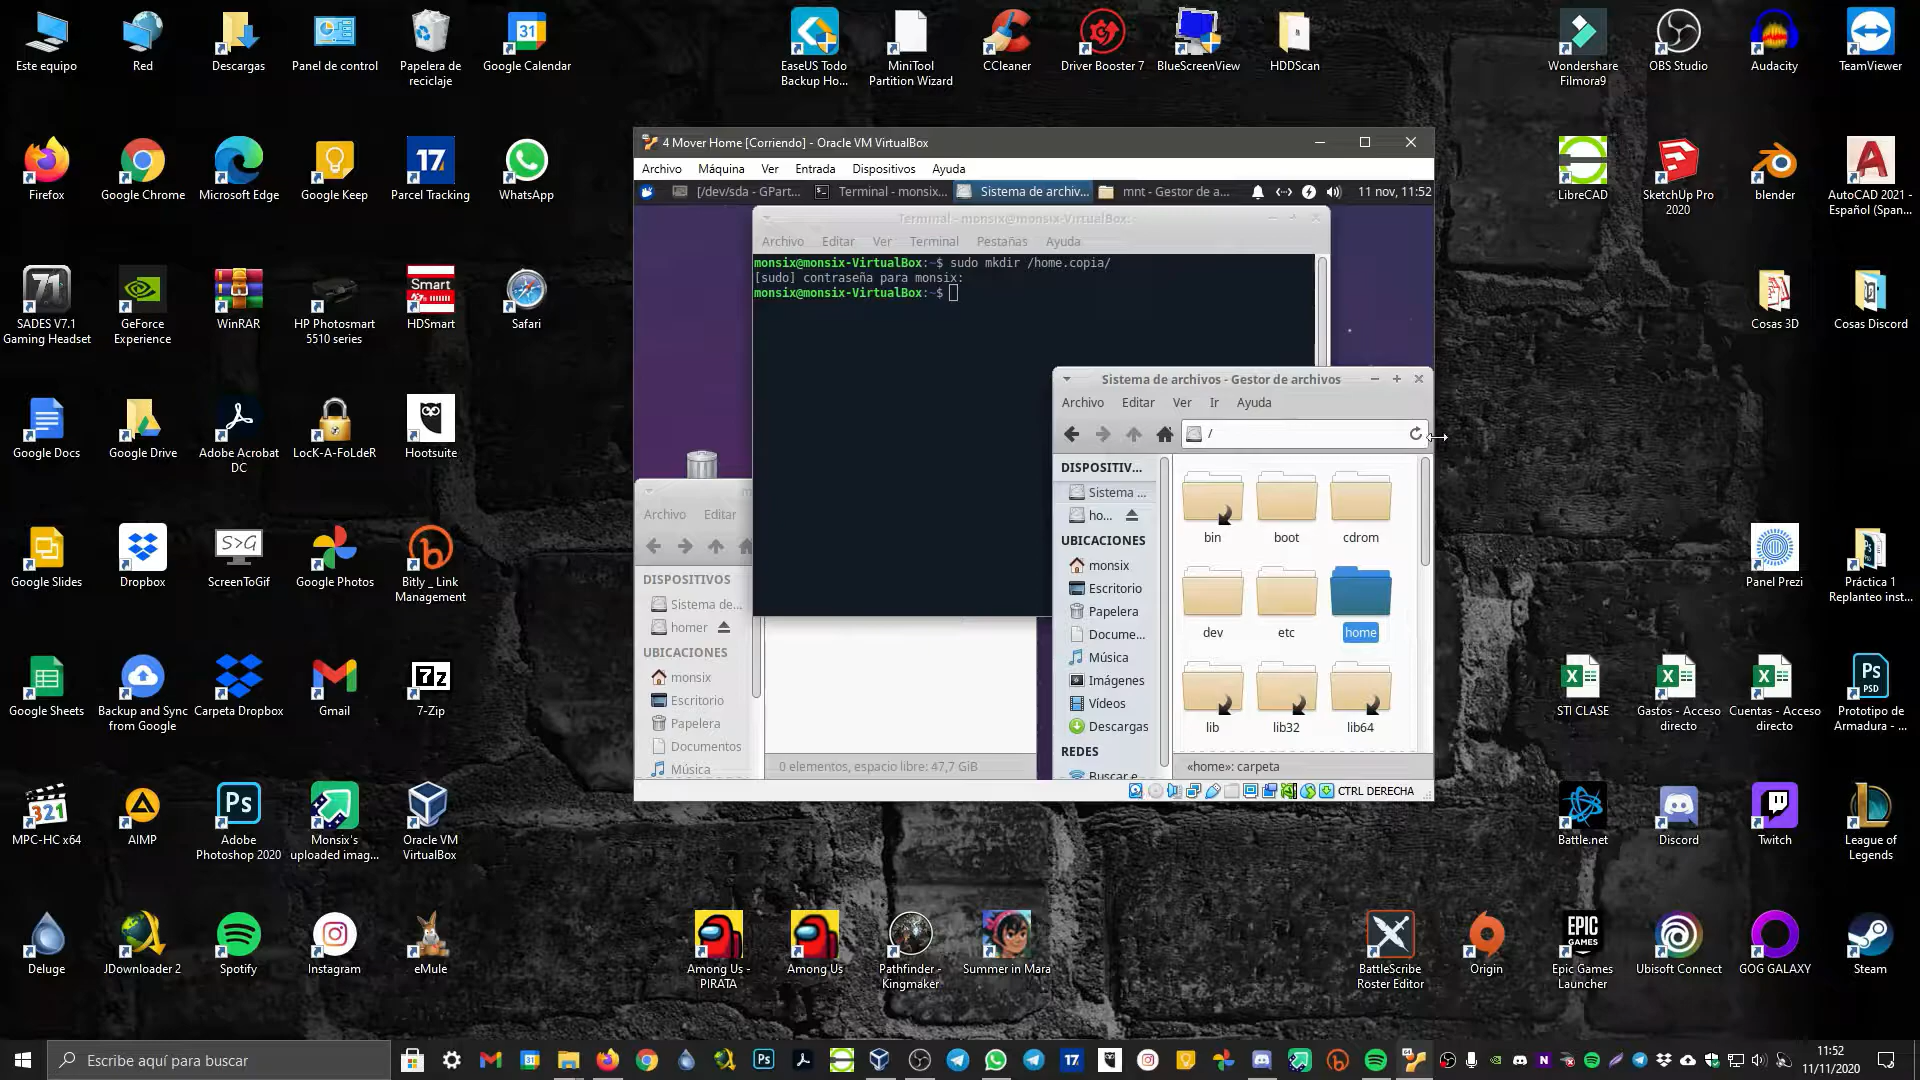 Este equipo
Red
Descargas
Panel de control
Papelera de
reciclaje
Google Calendar
EaseUS Todo
Backup Ho...
MiniTool
Partition Wizard
CCleaner
Driver Booster 7
BlueScreenView
HDDScan
Wondershare
Filmora9
OBS Studio
Audacity
TeamViewer
Firefox
Google Chrome
Microsoft Edge
Google Keep
Parcel Tracking
WhatsApp
LibreCAD
SketchUp Pro
2020
blender
AutoCAD 2021 -
Español (Span...
SADES V7.1
Gaming Headset
GeForce
Experience
WinRAR
HP Photosmart
5510 series
HDSmart
Safari
Cosas 3D
Cosas Discord
Google Docs
Google Drive
Adobe Acrobat
DC
LocK-A-FoLdeR
Hootsuite
Google Slides
Dropbox
ScreenToGif
Google Photos
Bitly _ Link
Management
Panel Prezi
Práctica 1
Replanteo inst...
Google Sheets
Backup and Sync
from Google
Carpeta Dropbox
Gmail
7-Zip
STI CLASE
Gastos - Acceso
directo
Cuentas - Acceso
directo
Prototipo de
Armadura - ...
MPC-HC x64
AIMP
Adobe
Photoshop 2020
Monsix's
uploaded imag...
Oracle VM
VirtualBox
Battle.net
Discord
Twitch
League of
Legends
Deluge
JDownloader 2
Spotify
Instagram
eMule
Among Us -
PIRATA
Among Us
Pathfinder -
Kingmaker
Summer in Mara
BattleScribe
Roster Editor
Origin
Epic Games
Launcher
Ubisoft Connect
GOG GALAXY
Steam
4 Mover Home [Corriendo] - Oracle VM VirtualBox
Archivo Máquina Ver Entrada Dispositivos Ayuda
[/dev/sda - GPart... Terminal - monsix... Sistema de archiv... mnt - Gestor de a... 11 nov, 11:52
Terminal - monsix@monsix-VirtualBox:
Archivo Editar Ver Terminal Pestañas Ayuda
monsix@monsix-VirtualBox:~$ sudo mkdir /home.copia/
[sudo] contraseña para monsix:
monsix@monsix-VirtualBox:~$
Sistema de archivos - Gestor de archivos
Archivo Editar Ver Ir Ayuda
/
DISPOSITIV...
Sistema ...
ho...
UBICACIONES
monsix
Escritorio
Papelera
Docume...
Música
Imágenes
Vídeos
Descargas
REDES
Buscar e
bin boot cdrom
dev etc home
lib lib32 lib64
«home»: carpeta
Archivo Editar
DISPOSITIVOS
Sistema de...
homer
UBICACIONES
monsix
Escritorio
Papelera
Documentos
Música
0 elementos, espacio libre: 47,7 GiB
CTRL DERECHA
Escribe aquí para buscar
11:52
11/11/2020